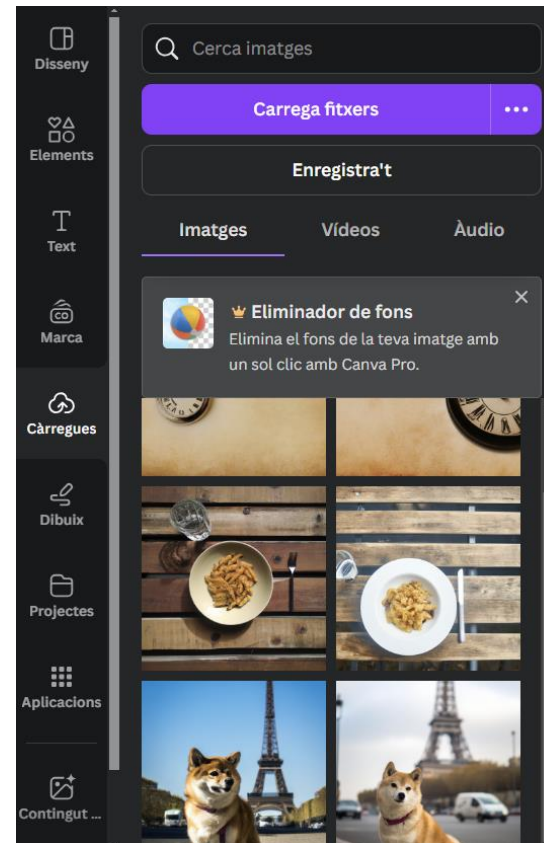 Disseny
Elements
Text
Marca
Càrregues
Dibuix
Projectes
Aplicacions
Contingut ...
Cerca imatges
Carrega fitxers
Enregistra't
Imatges Vídeos Àudio
Eliminador de fons
Elimina el fons de la teva imatge amb
un sol clic amb Canva Pro.